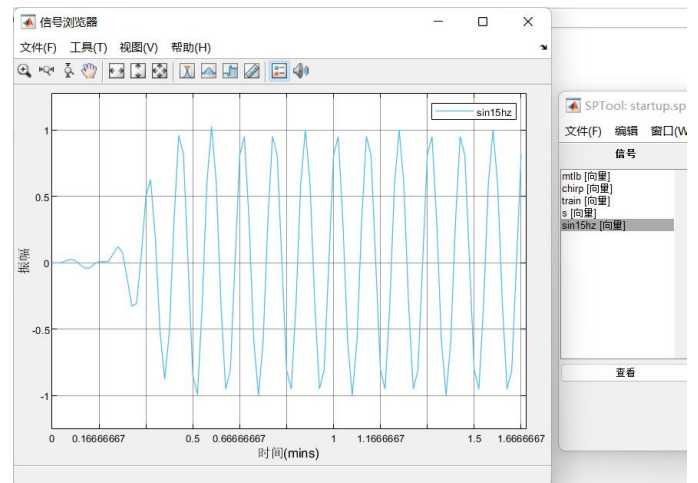 信号浏览器
文件(F) 工具(T) 视图(V) 帮助(H)
sin15hz
1
0.5
0
-0.5
-1
振幅
0 0.16666667 0.5 0.66666667 1 1.1666667 1.5 1.6666667
时间(mins)
SPTool: startup.sp
文件(F) 编辑 窗口(W
信号
mtlb [向量]
chirp [向量]
train [向量]
s [向量]
sin15hz [向量]
查看